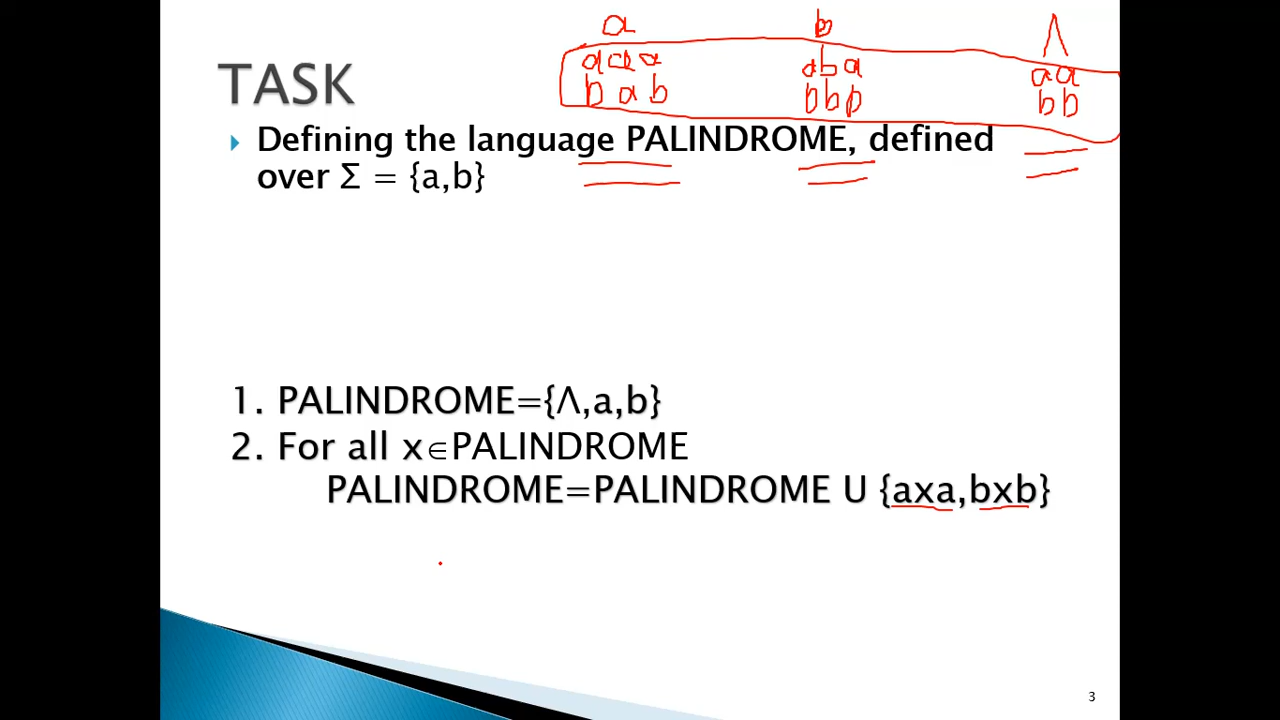 a b Λ
aaa aba aa
bab bbb bb
TASK
Defining the language PALINDROME, defined
over Σ = {a,b}
1. PALINDROME={Λ,a,b}
2. For all x∈PALINDROME
PALINDROME=PALINDROME U {axa,bxb}
3